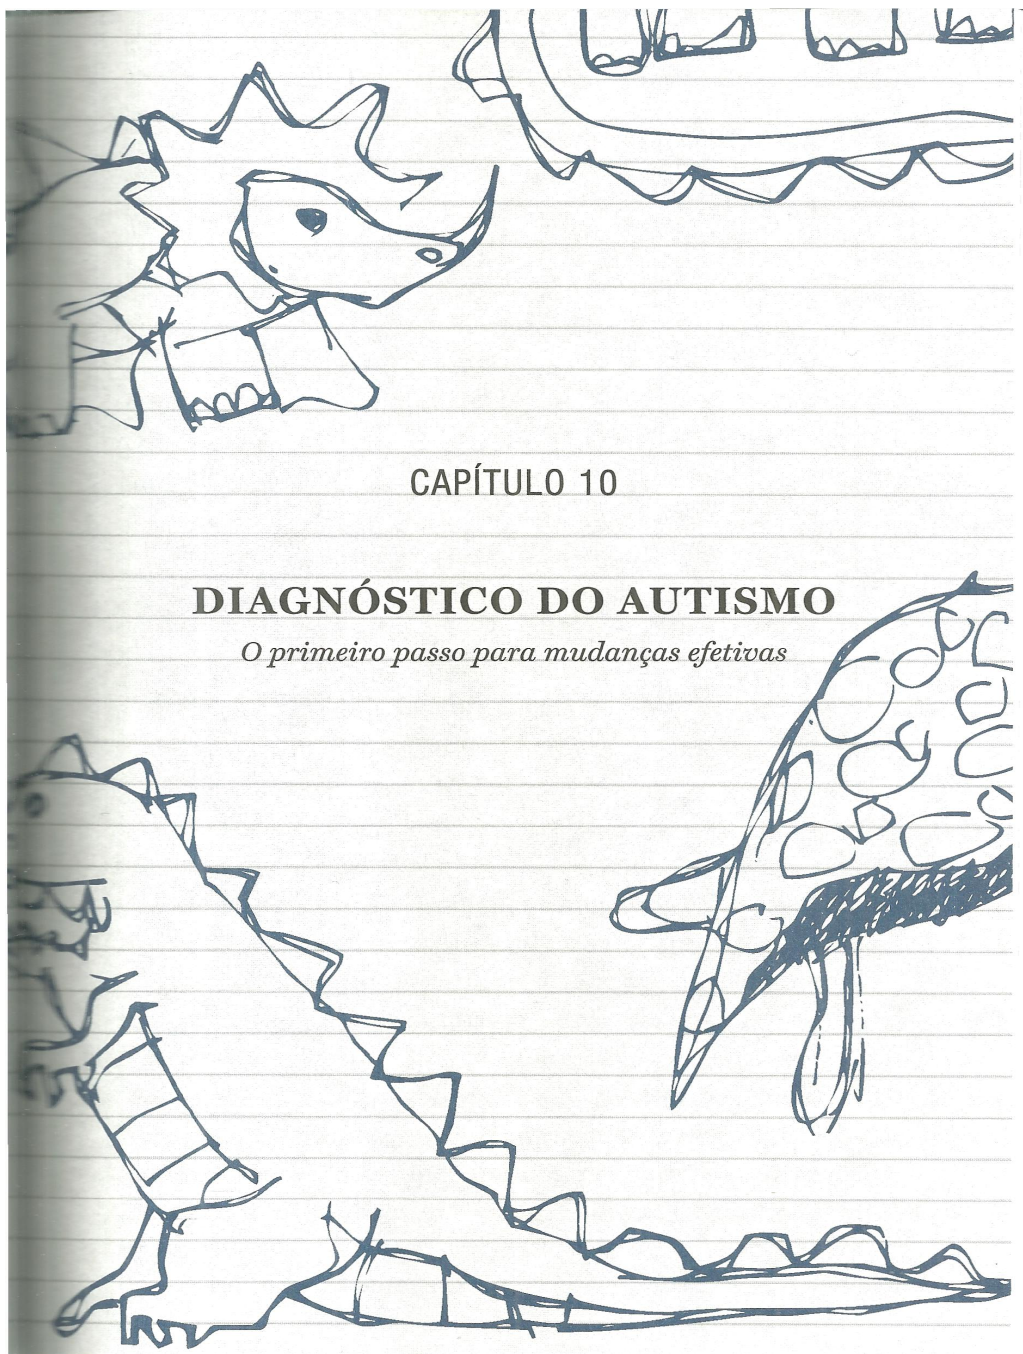 CAPÍTULO 10
DIAGNÓSTICO DO AUTISMO
O primeiro passo para mudanças efetivas